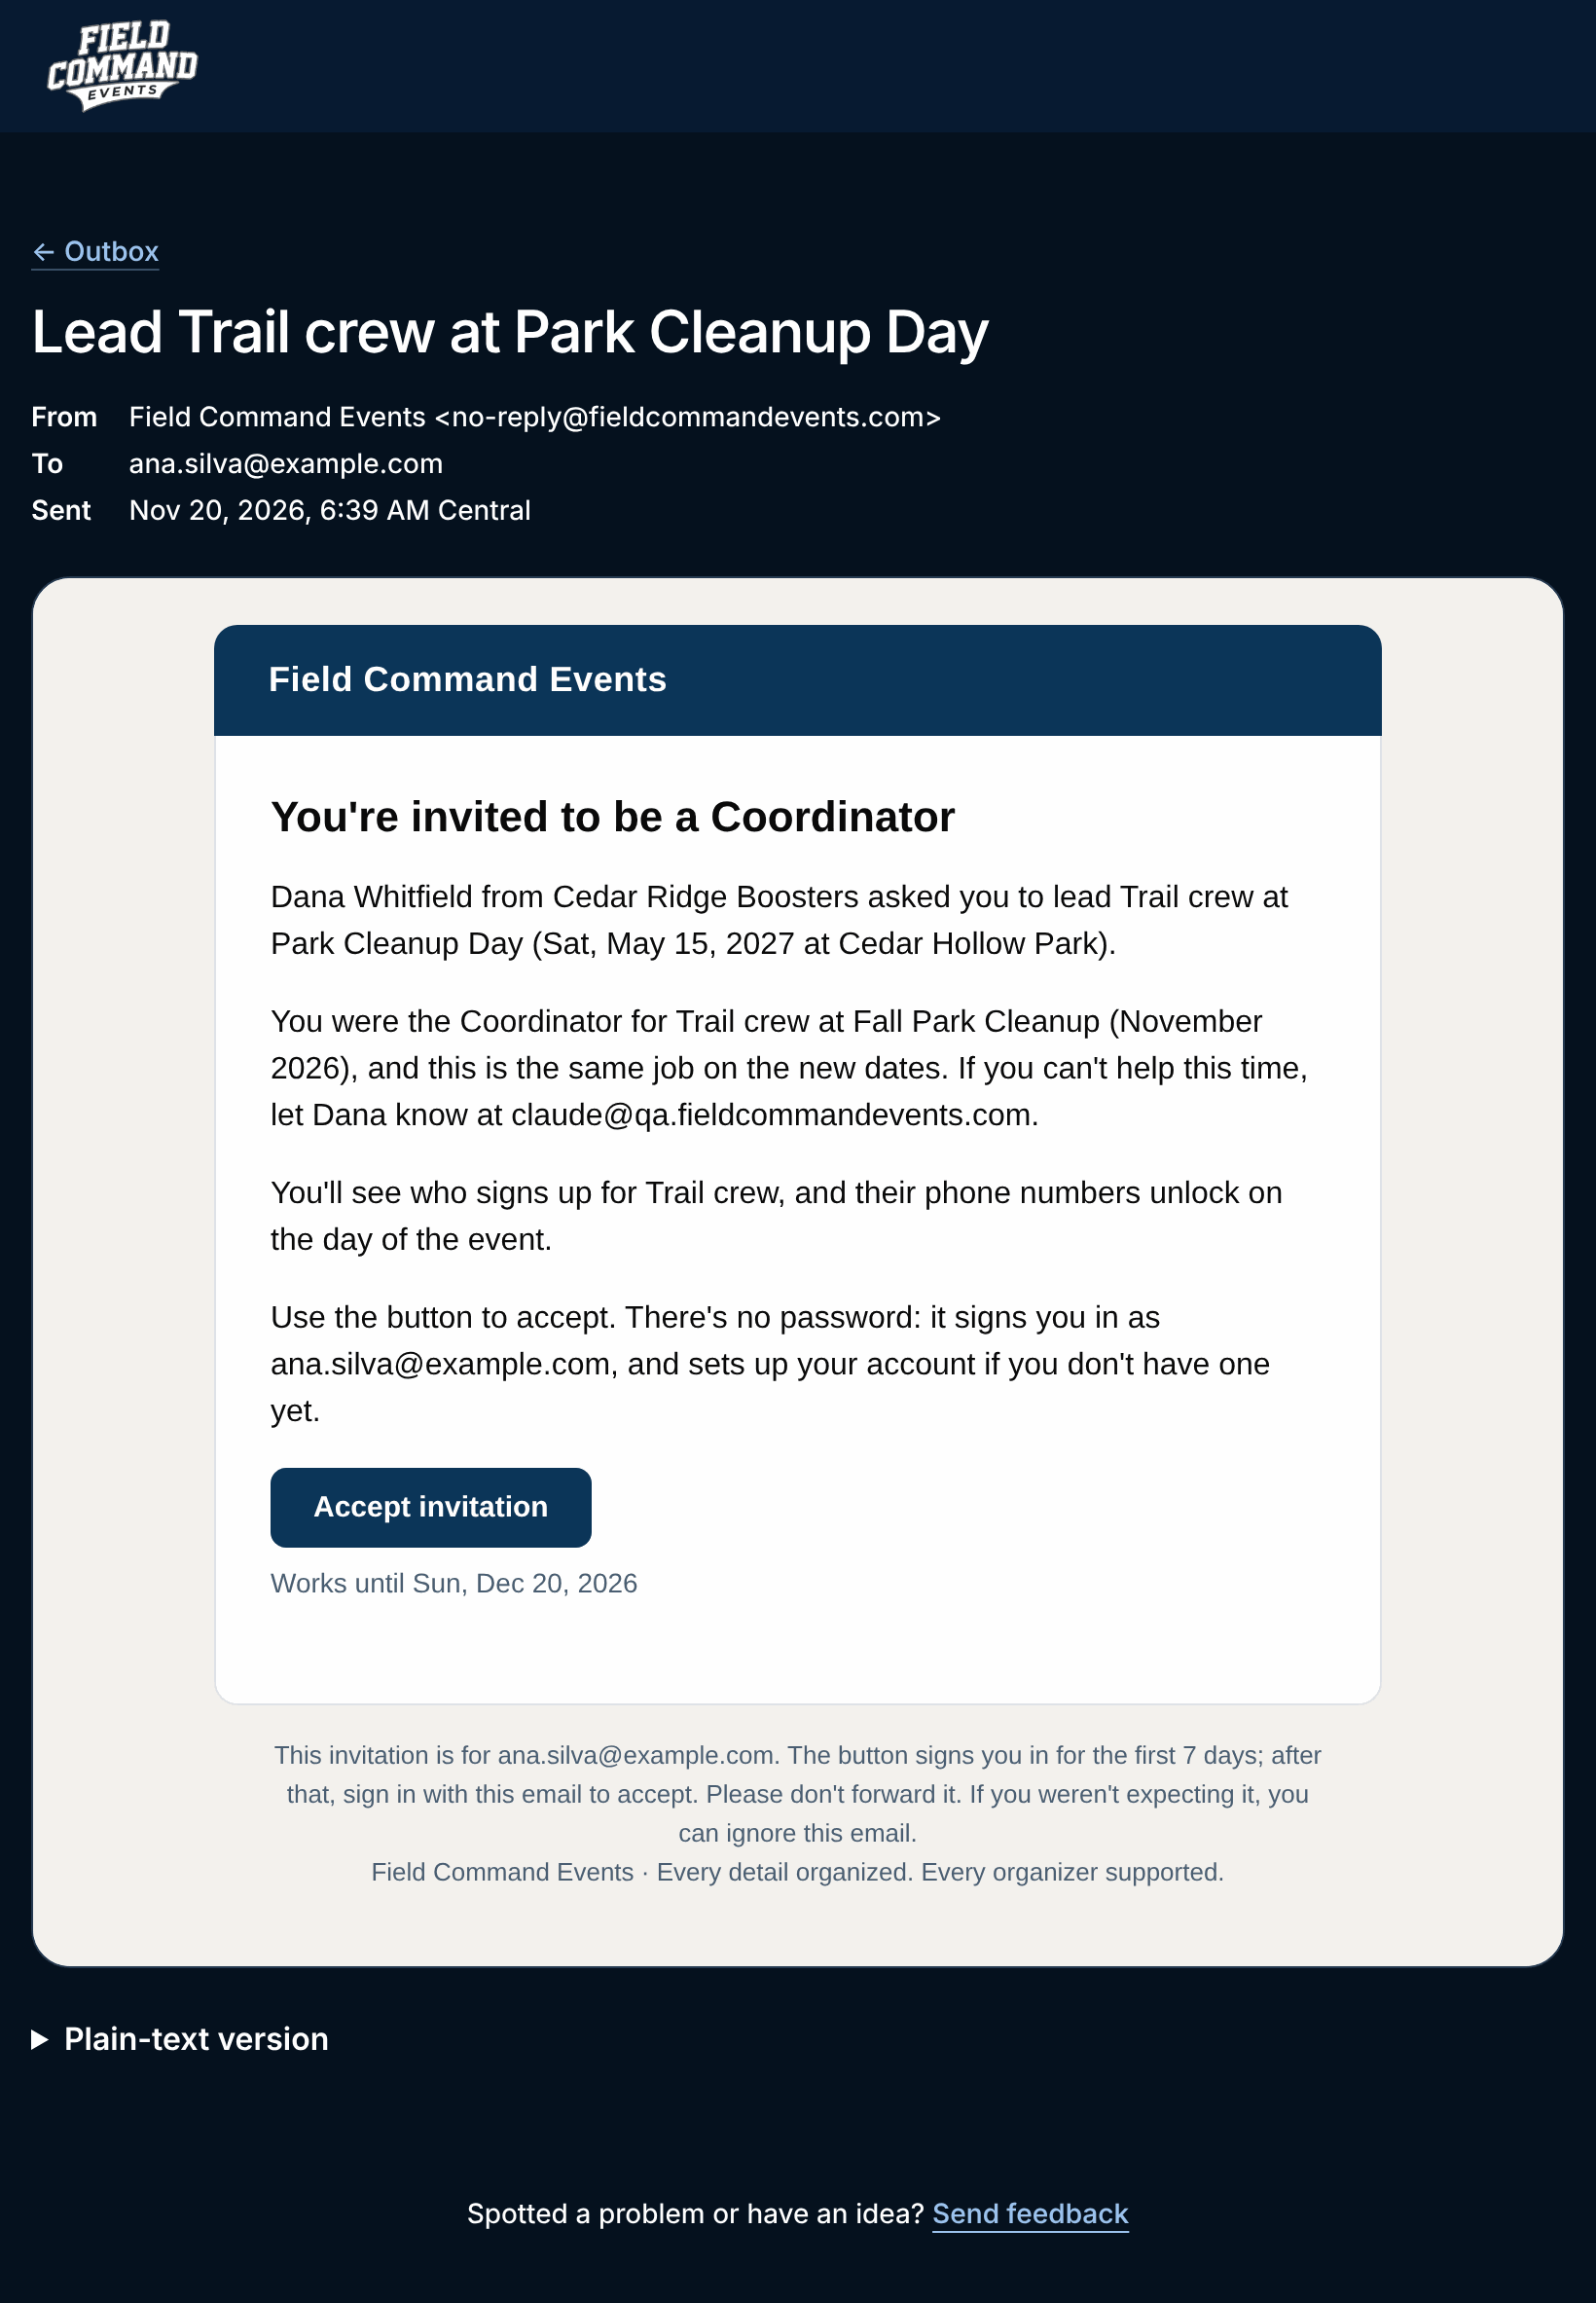 FIELD
COMMAND
EVENTS
← Outbox
Lead Trail crew at Park Cleanup Day
From Field Command Events <no-reply@fieldcommandevents.com>
To ana.silva@example.com
Sent Nov 20, 2026, 6:39 AM Central
Field Command Events
You're invited to be a Coordinator
Dana Whitfield from Cedar Ridge Boosters asked you to lead Trail crew at
Park Cleanup Day (Sat, May 15, 2027 at Cedar Hollow Park).
You were the Coordinator for Trail crew at Fall Park Cleanup (November
2026), and this is the same job on the new dates. If you can't help this time,
let Dana know at claude@qa.fieldcommandevents.com.
You'll see who signs up for Trail crew, and their phone numbers unlock on
the day of the event.
Use the button to accept. There's no password: it signs you in as
ana.silva@example.com, and sets up your account if you don't have one
yet.
Accept invitation
Works until Sun, Dec 20, 2026
This invitation is for ana.silva@example.com. The button signs you in for the first 7 days; after
that, sign in with this email to accept. Please don't forward it. If you weren't expecting it, you
can ignore this email.
Field Command Events · Every detail organized. Every organizer supported.
▶ Plain-text version
Spotted a problem or have an idea? Send feedback